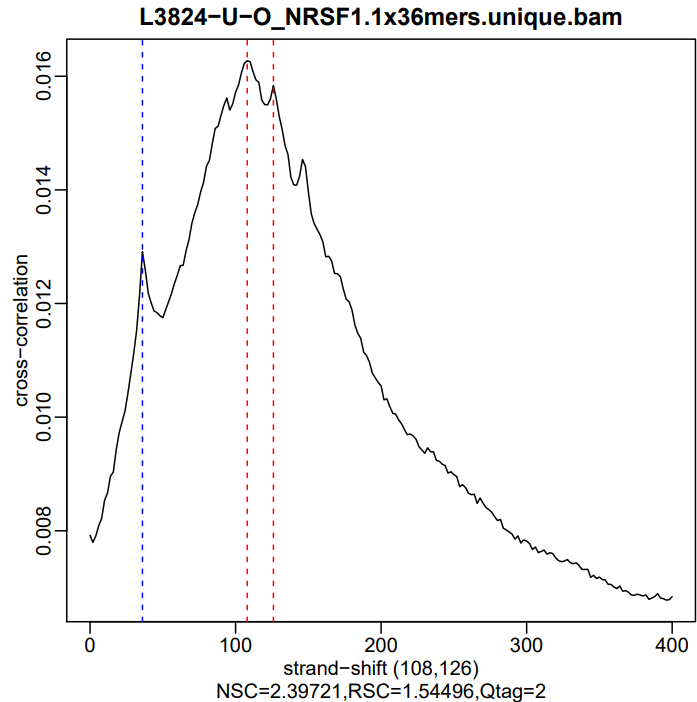 L3824−U−O_NRSF1.1x36mers.unique.bam
cross−correlation
0.016
0.014
0.012
0.010
0.008
0 100 200 300 400
strand−shift (108,126)
NSC=2.39721,RSC=1.54496,Qtag=2